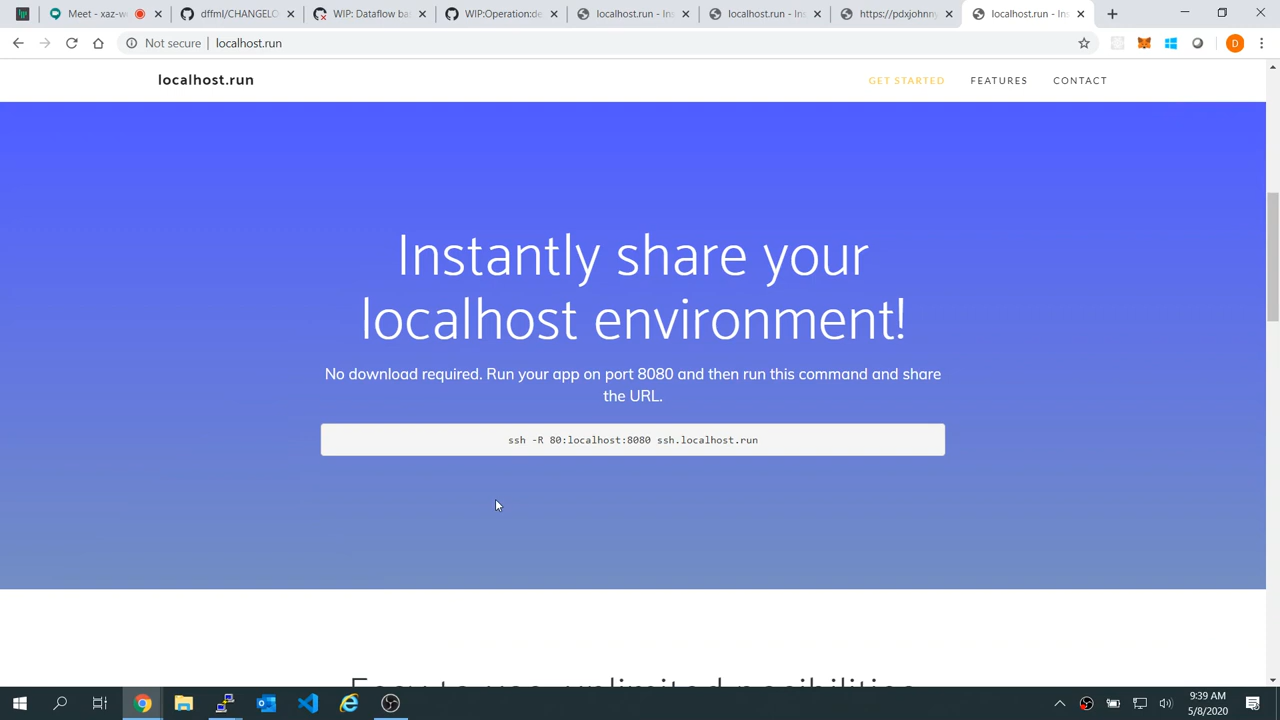 Meet - xaz-w
dffml/CHANGELO
WIP: Dataflow ba
WIP:Operation:de
localhost.run - Ins
localhost.run - Ins
https://pdxjohnny
localhost.run - Ins
Not secure | localhost.run
D
localhost.run
GET STARTED
FEATURES
CONTACT
Instantly share your
localhost environment!
No download required. Run your app on port 8080 and then run this command and share
the URL.
ssh -R 80:localhost:8080 ssh.localhost.run
9:39 AM
5/8/2020